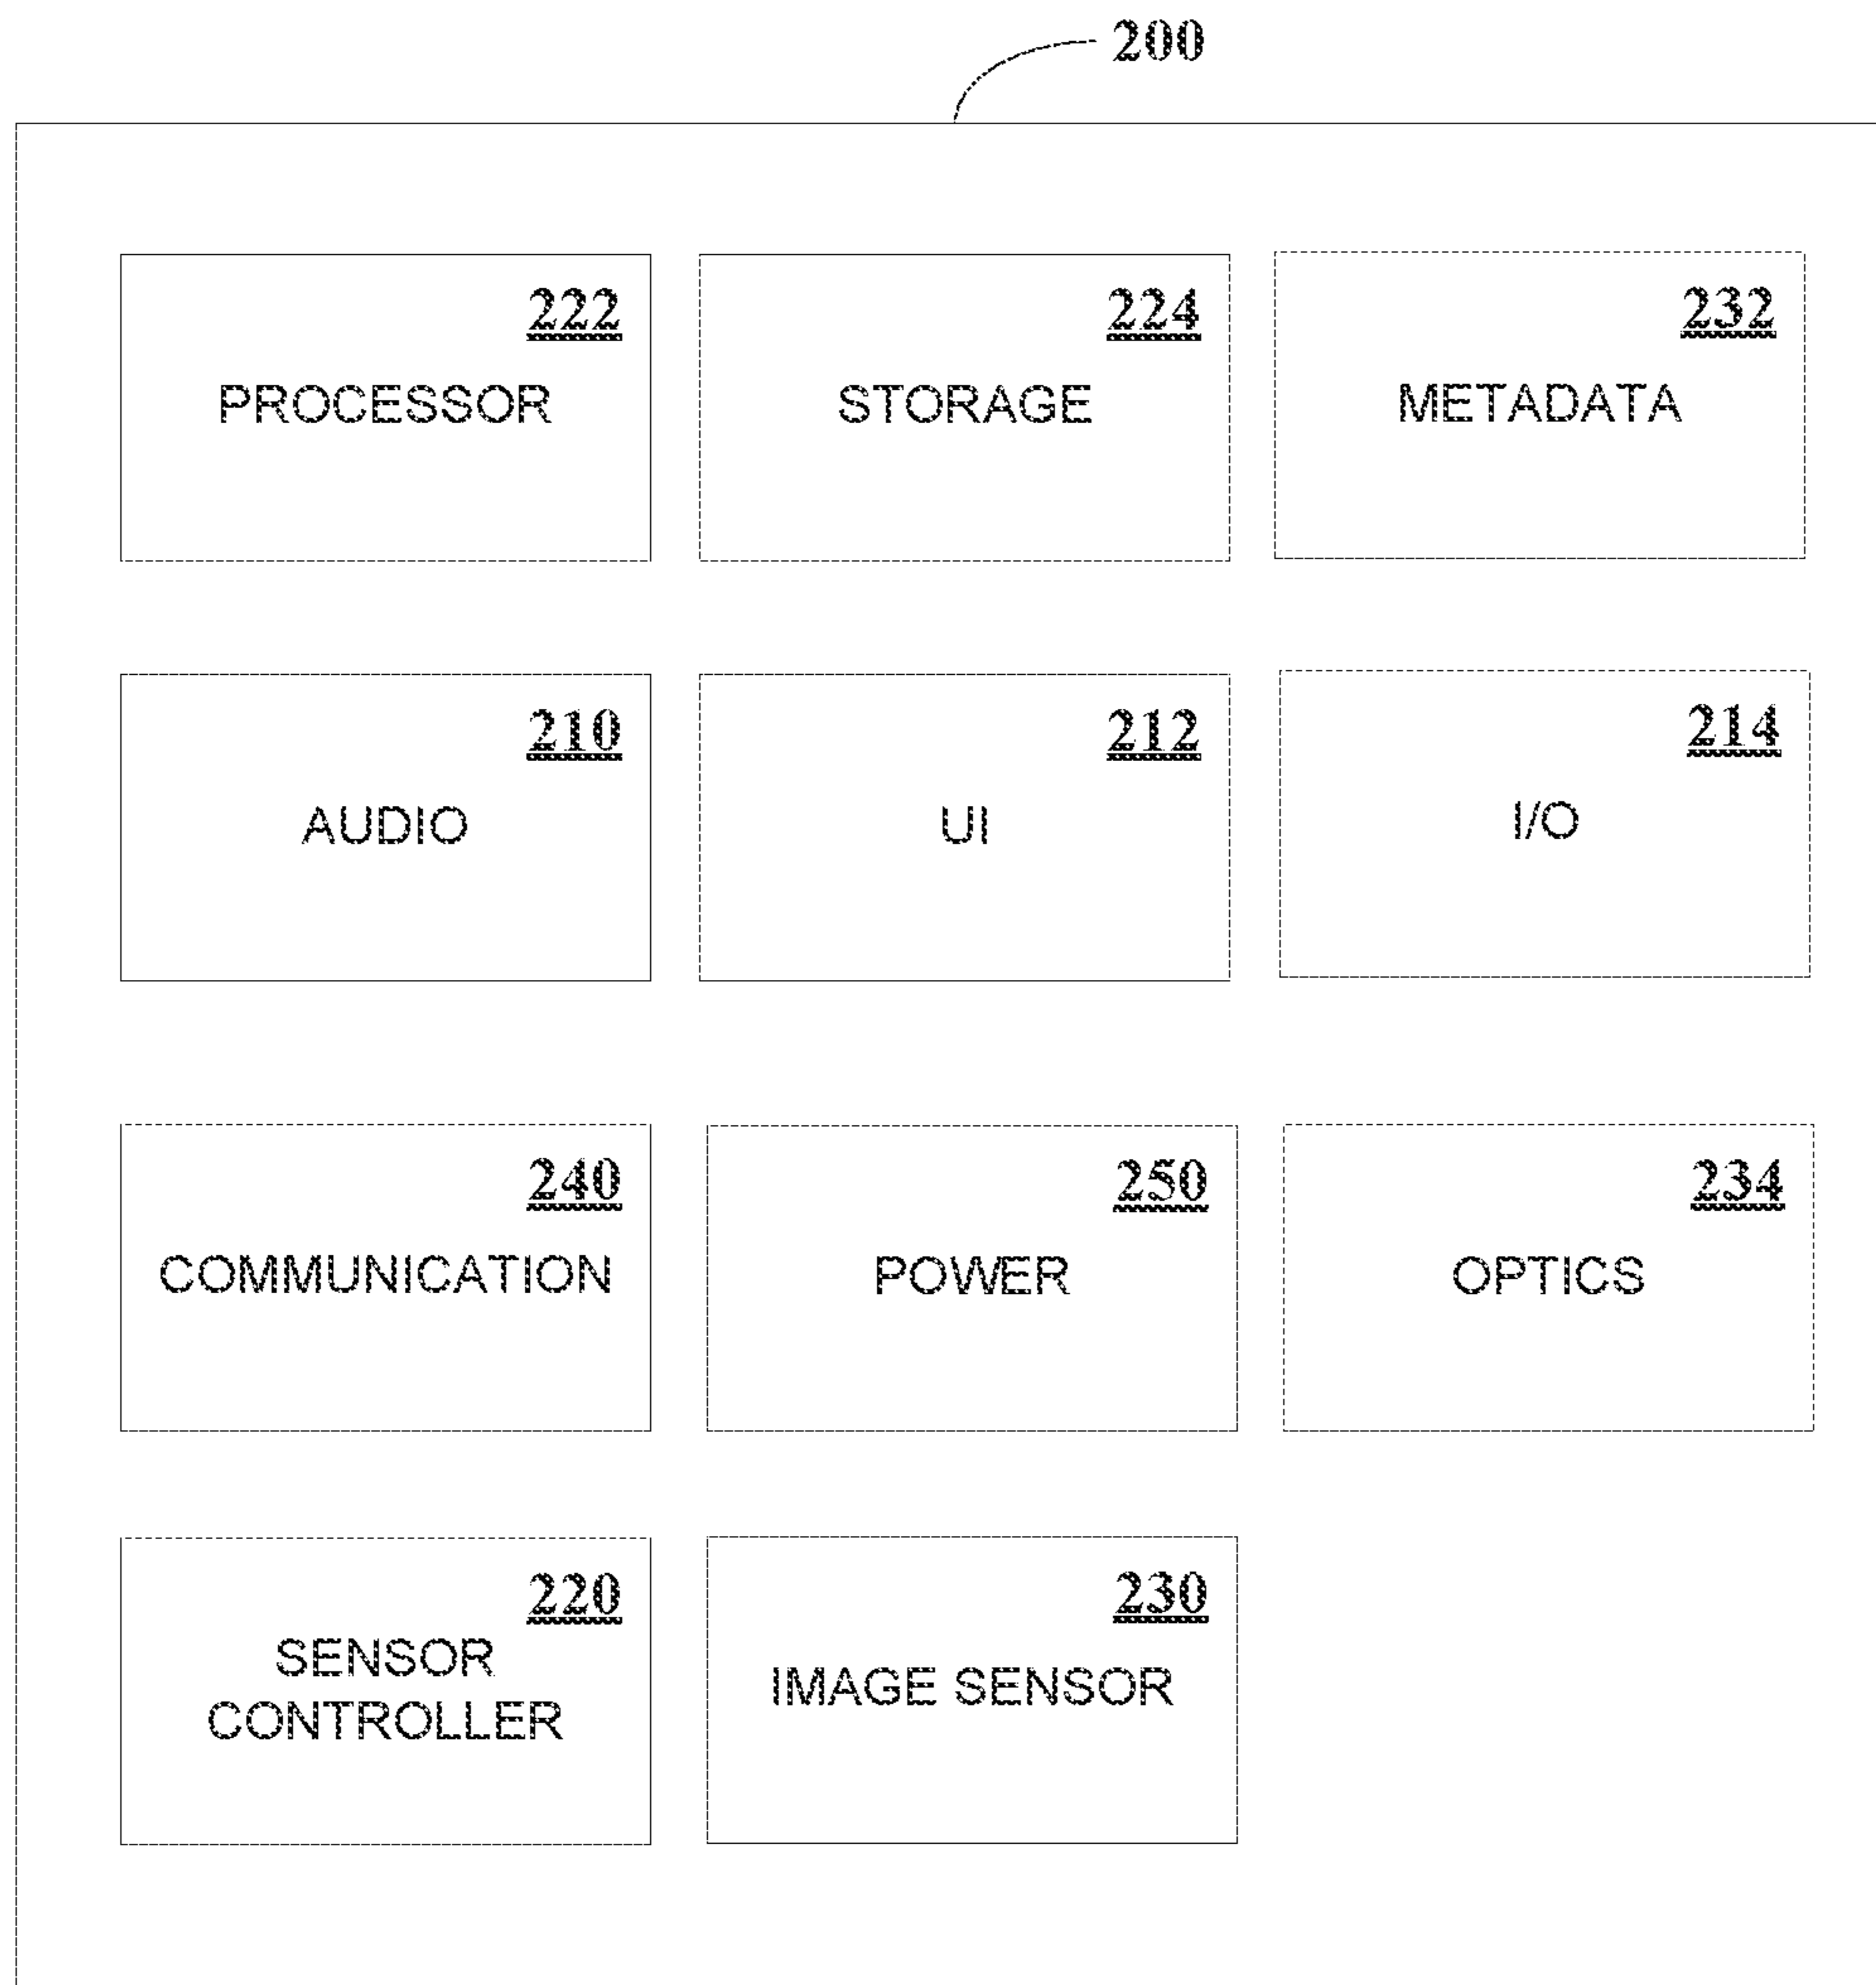 200
222
PROCESSOR
224
STORAGE
232
METADATA
210
AUDIO
212
UI
214
I/O
240
COMMUNICATION
250
POWER
234
OPTICS
220
SENSOR
CONTROLLER
230
IMAGE SENSOR